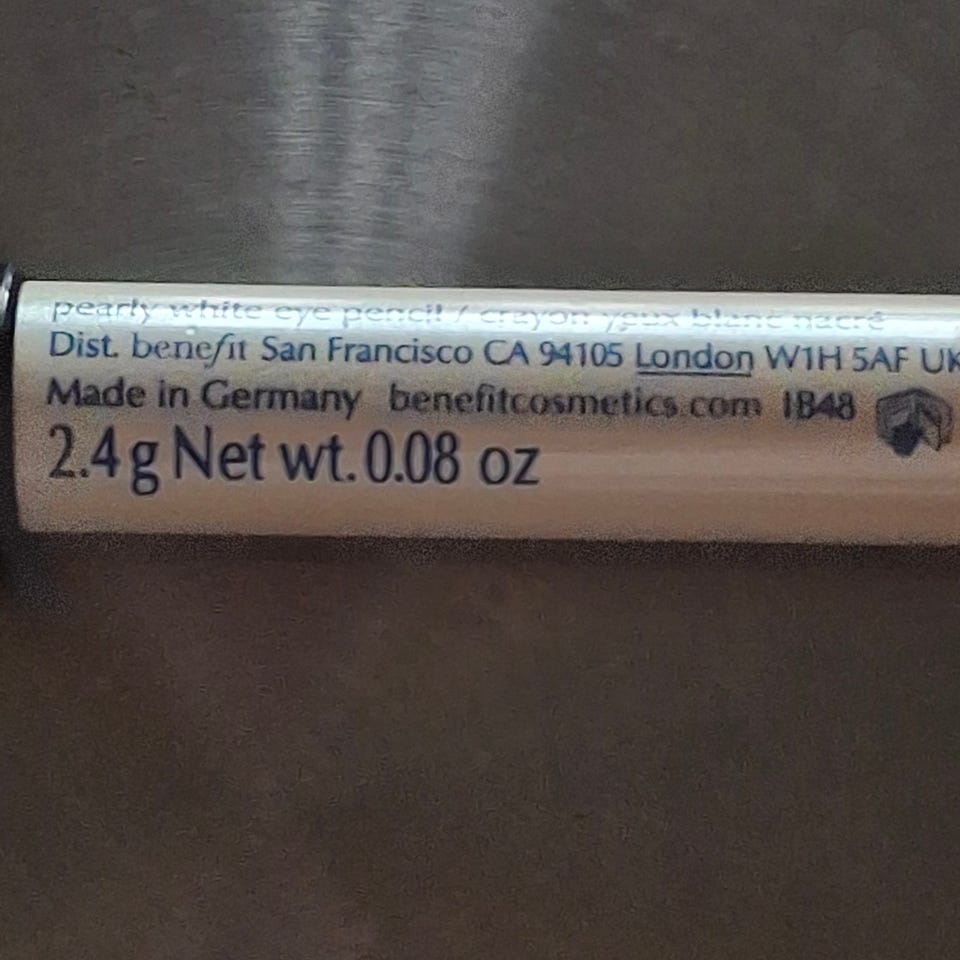 pearly white eye pencil / crayon yeux blanc nacré
Dist. benefit San Francisco CA 94105 London W1H 5AF UK
Made in Germany benefitcosmetics.com 1B48
2.4 g Net wt. 0.08 oz